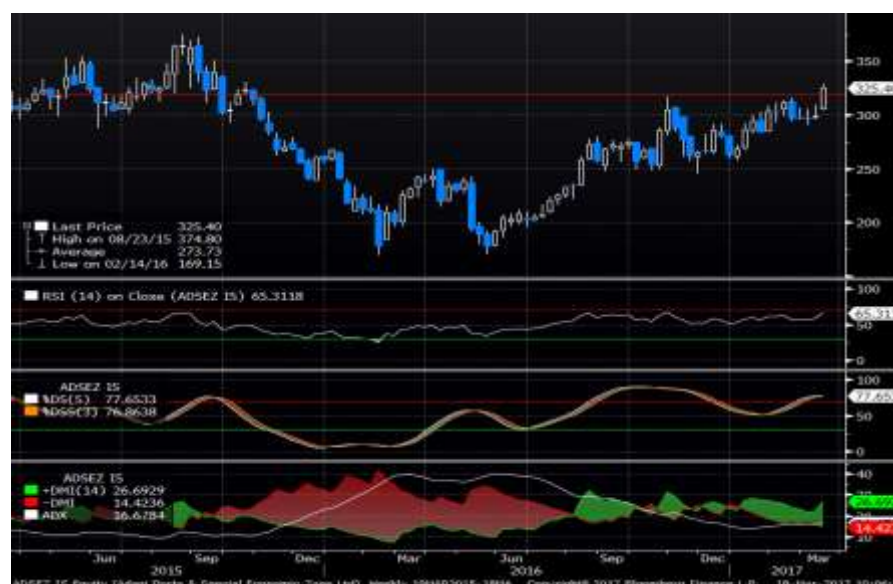 350
325.40
300
250
200
Last Price 325.40
High on 08/23/15 374.80
Average 273.73
Low on 02/14/16 169.15
RSI (14) on Close (ADSEZ IS) 65.3118
100
65.31
50
0
ADSEZ IS
%DS(5) 77.6533
%DSS(3) 76.8638
100
77.65
50
0
ADSEZ IS
+DMI(14) 26.6929
-DMI 14.4236
ADX 16.6784
40
14.42
10
Jun Sep Dec Mar Jun Sep Dec Mar
2015 2016 2017